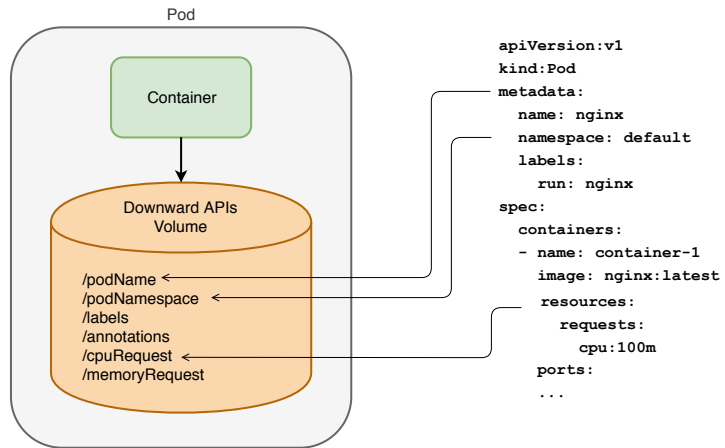 Pod
Container
Downward APIs
Volume
/podName
/podNamespace
/labels
/annotations
/cpuRequest
/memoryRequest
apiVersion:v1
kind:Pod
metadata:
name: nginx
namespace: default
labels:
run: nginx
spec:
containers:
- name: container-1
image: nginx:latest
resources:
requests:
cpu:100m
ports:
...